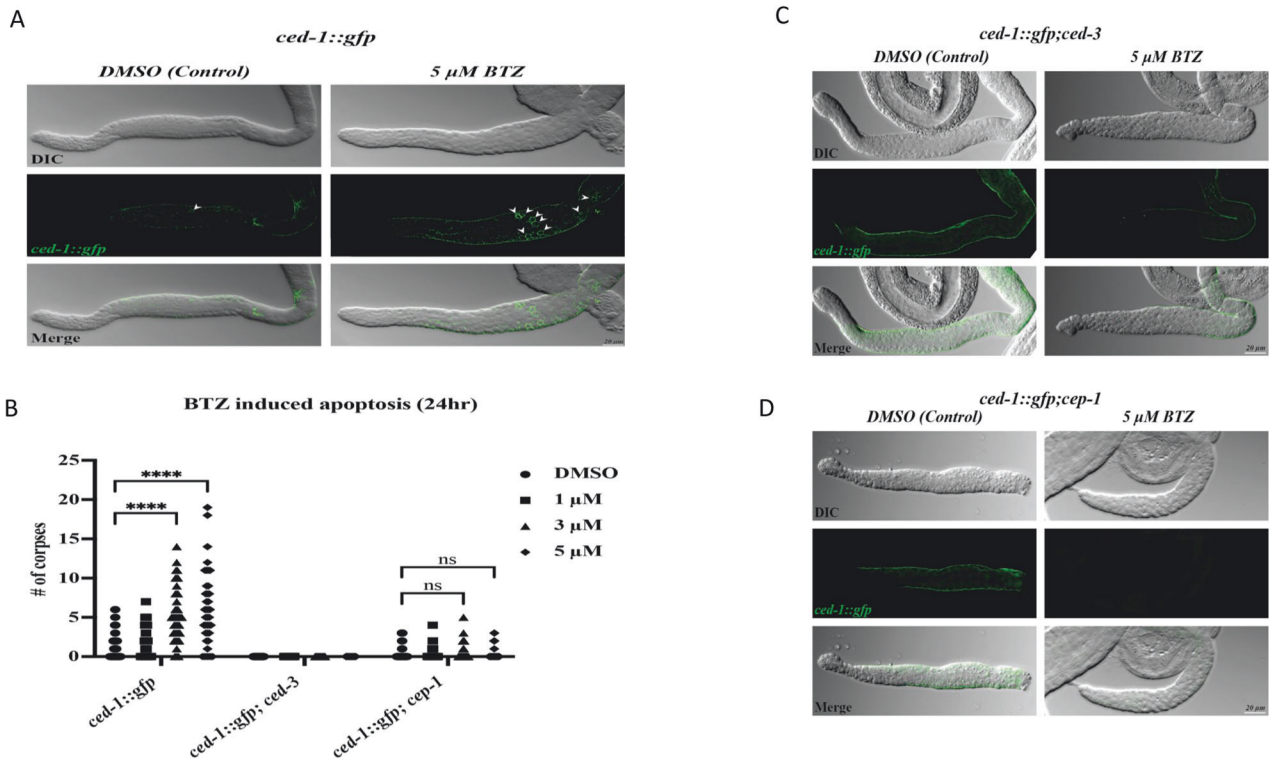 A
ced-1::gfp
DMSO (Control)
5 µM BTZ
DIC
ced-1::gfp
Merge
20 µm
B
BTZ induced apoptosis (24hr)
# of corpses
25
20
15
10
5
0
****
****
ns
ns
DMSO
1 µM
3 µM
5 µM
ced-1::gfp
ced-1::gfp; ced-3
ced-1::gfp; cep-1
C
ced-1::gfp;ced-3
DMSO (Control)
5 µM BTZ
DIC
ced-1::gfp
Merge
20 µm
D
ced-1::gfp;cep-1
DMSO (Control)
5 µM BTZ
DIC
ced-1::gfp
Merge
20 µm